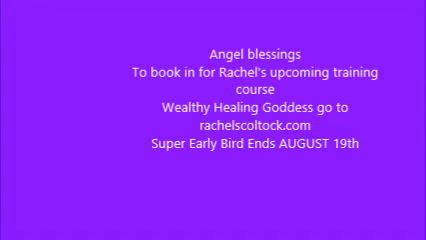 Angel blessings
To book in for Rachel's upcoming training
course
Wealthy Healing Goddess go to
rachelscoltock.com
Super Early Bird Ends AUGUST 19th